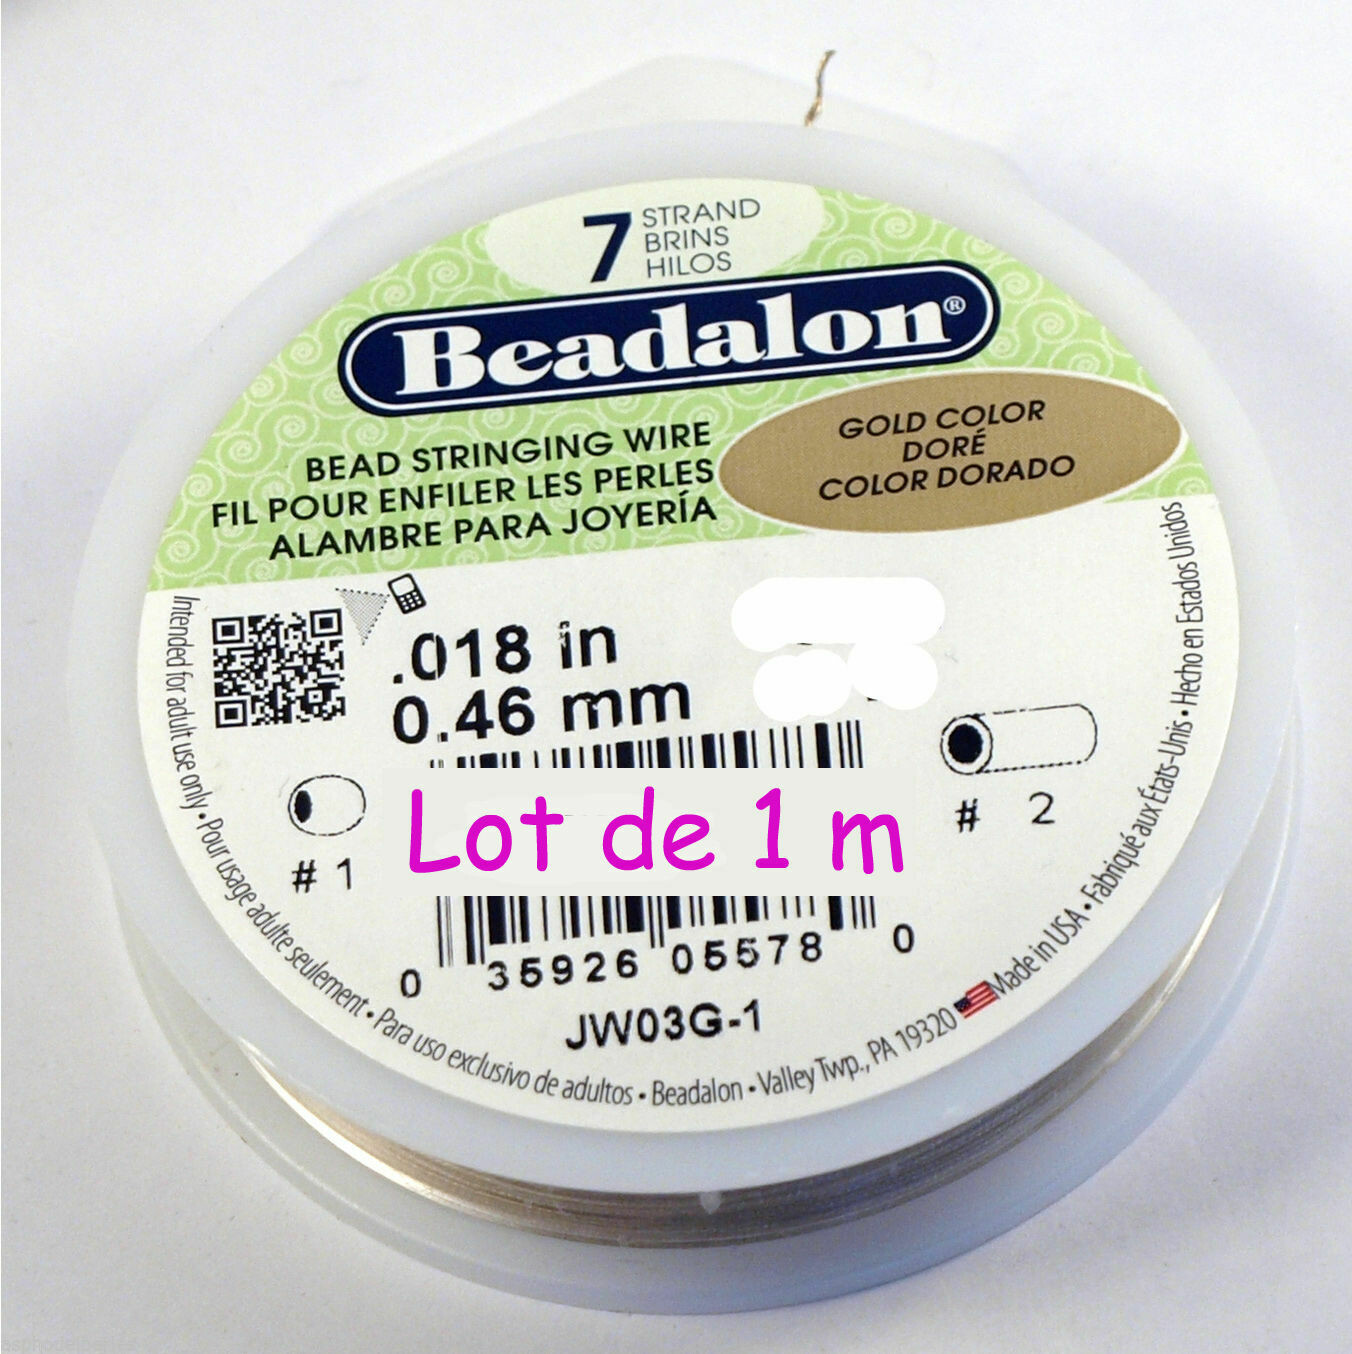 7 STRAND
BRINS
HILOS
Beadalon®
BEAD STRINGING WIRE
FIL POUR ENFILER LES PERLES
ALAMBRE PARA JOYERÍA
GOLD COLOR
DORÉ
COLOR DORADO
.018 in
0.46 mm
# 1
# 2
Lot de 1 m
0 35926 05578 0
JW03G-1
Intended for adult use only • Pour usage adulte seulement • Para uso exclusivo de adultos • Beadalon • Valley Twp., PA 19320 Made in USA • Fabriqué aux États-Unis • Hecho en Estados Unidos